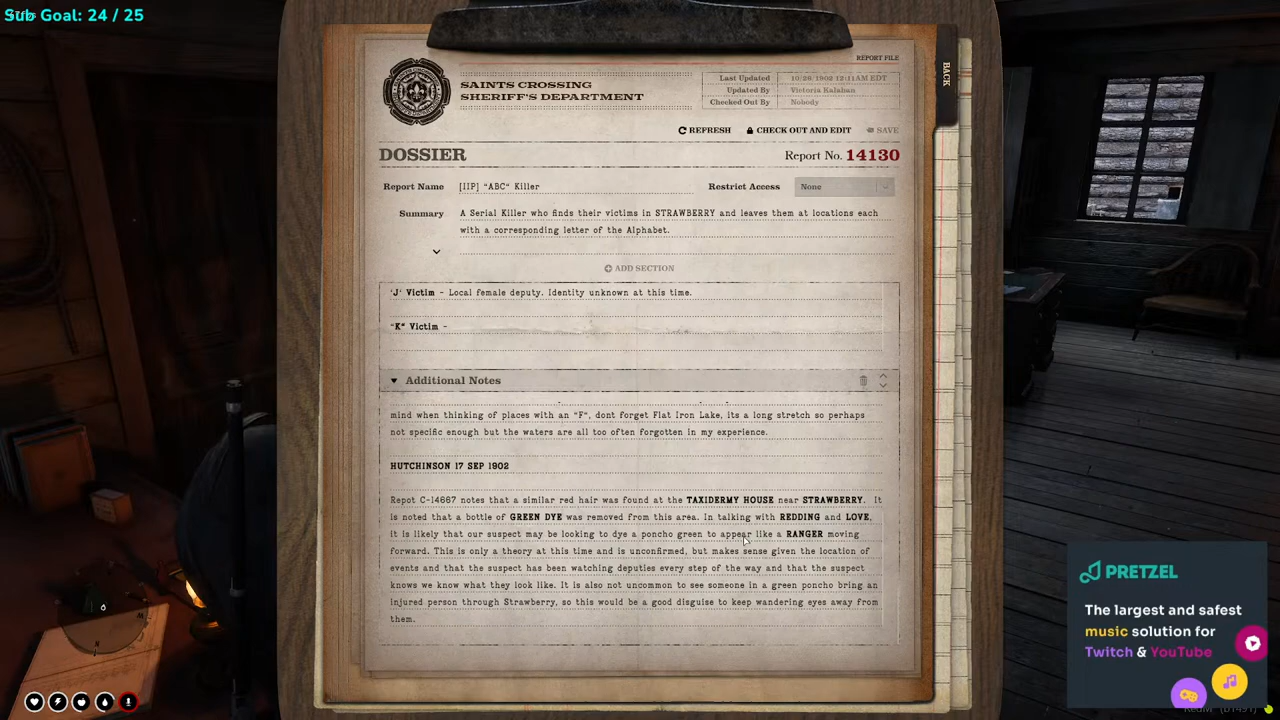 Sub Goal: 24 / 25
REPORT FILE
BACK
SAINTS CROSSING
SHERIFF'S DEPARTMENT
Last Updated 10/28/1902 12:11AM EDT
Updated By Victoria Kalahan
Checked Out By Nobody
REFRESH CHECK OUT AND EDIT SAVE
DOSSIER Report No. 14130
Report Name [IIP] "ABC" Killer Restrict Access None
Summary A Serial Killer who finds their victims in STRAWBERRY and leaves them at locations each
with a corresponding letter of the Alphabet.
ADD SECTION
'J' Victim - Local female deputy. Identity unknown at this time.
"K" Victim -
Additional Notes
mind when thinking of places with an "F", dont forget Flat Iron Lake, its a long stretch so perhaps
not specific enough but the waters are all too often forgotten in my experience.
HUTCHINSON 17 SEP 1902
Repot C-14667 notes that a similar red hair was found at the TAXIDERMY HOUSE near STRAWBERRY. It
is noted that a bottle of GREEN DYE was removed from this area. In talking with REDDING and LOVE,
it is likely that our suspect may be looking to dye a poncho green to appear like a RANGER moving
forward. This is only a theory at this time and is unconfirmed, but makes sense given the location of
events and that the suspect has been watching deputies every step of the way and that the suspect
knows we know what they look like. It is also not uncommon to see someone in a green poncho bring an
injured person through Strawberry, so this would be a good disguise to keep wandering eyes away from
them.
PRETZEL
The largest and safest
music solution for
Twitch & YouTube